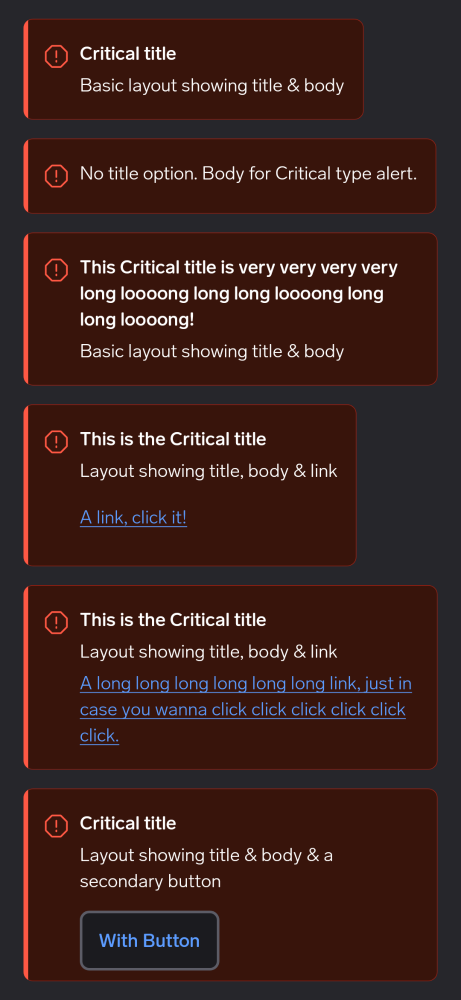 Critical title
Basic layout showing title & body
No title option. Body for Critical type alert.
This Critical title is very very very very
long loooong long long loooong long
long loooong!
Basic layout showing title & body
This is the Critical title
Layout showing title, body & link
A link, click it!
This is the Critical title
Layout showing title, body & link
A long long long long long long link, just in
case you wanna click click click click click
click.
Critical title
Layout showing title & body & a
secondary button
With Button